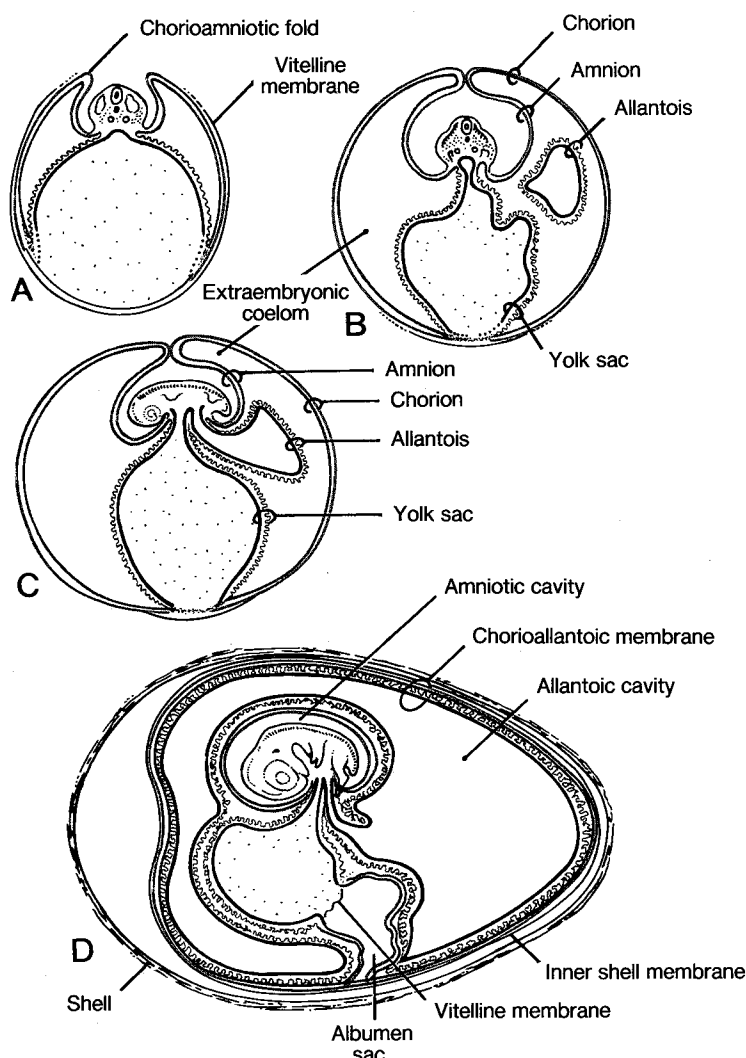 Chorioamniotic fold
Vitelline
membrane
A
Chorion
Amnion
Allantois
B
Yolk sac
Extraembryonic
coelom
Amnion
Chorion
Allantois
Yolk sac
C
Amniotic cavity
Chorioallantoic membrane
Allantoic cavity
D
Shell
Inner shell membrane
Vitelline membrane
Albumen
sac